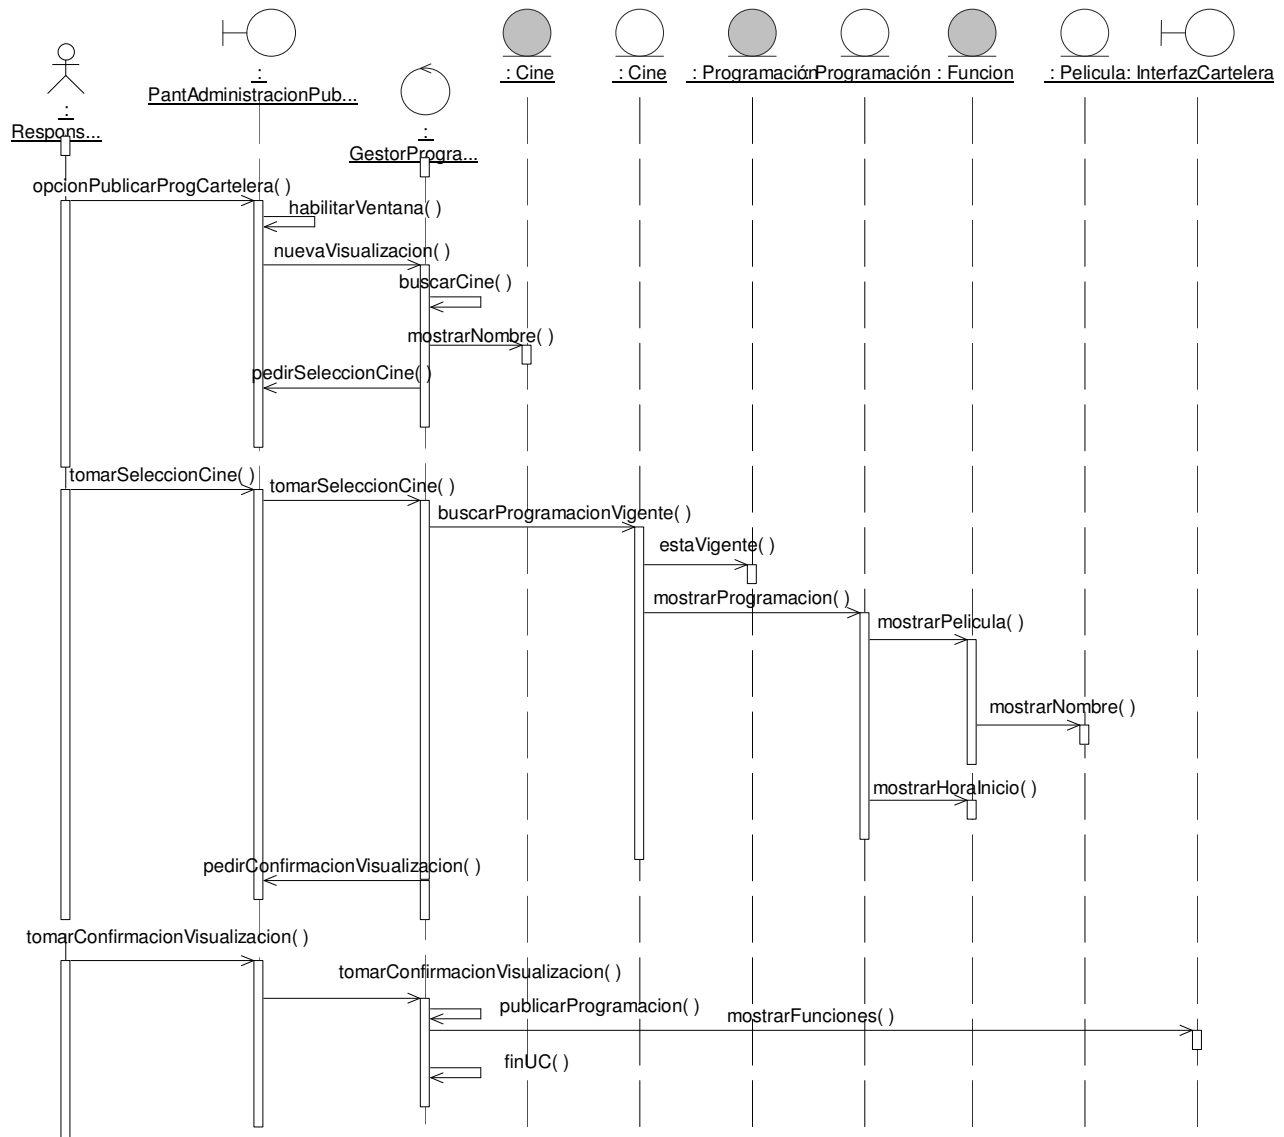 : Cine
: Cine
: Programación
: Programación
: Funcion
: Pelicula
: InterfazCartelera
:
PantAdministracionPub...
:
Respons...
:
GestorProgra...
opcionPublicarProgCartelera( )
habilitarVentana( )
nuevaVisualizacion( )
buscarCine( )
mostrarNombre( )
pedirSeleccionCine( )
tomarSeleccionCine( )
tomarSeleccionCine( )
buscarProgramacionVigente( )
estaVigente( )
mostrarProgramacion( )
mostrarPelicula( )
mostrarNombre( )
mostrarHoraInicio( )
pedirConfirmacionVisualizacion( )
tomarConfirmacionVisualizacion( )
tomarConfirmacionVisualizacion( )
publicarProgramacion( )
mostrarFunciones( )
finUC( )